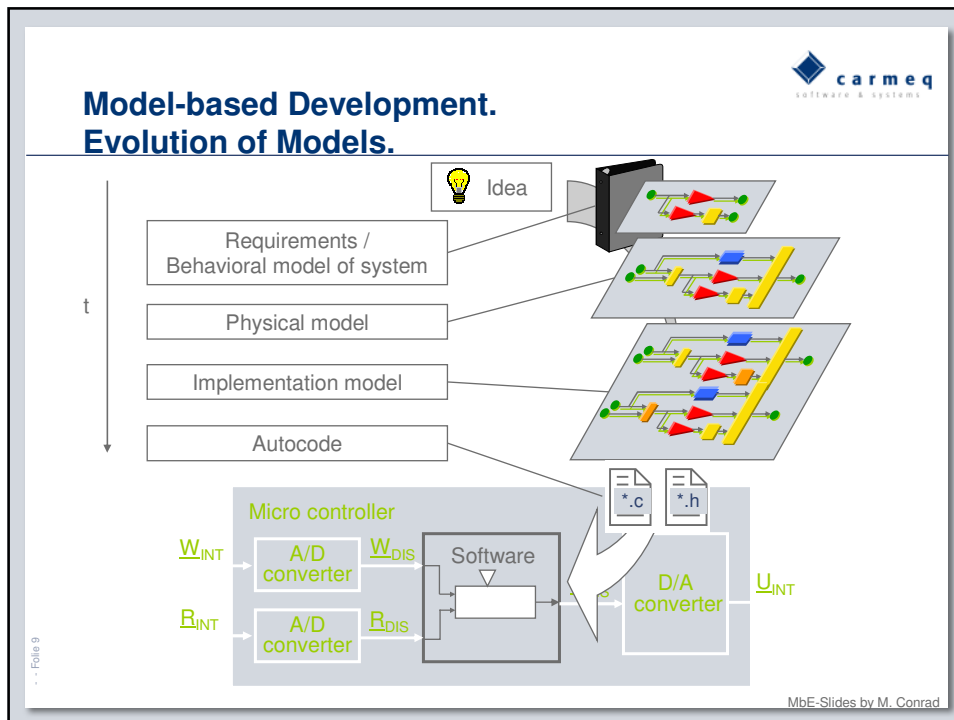 carmeq
software & systems
Model-based Development.
Evolution of Models.
Idea
Requirements /
Behavioral model of system
t
Physical model
Implementation model
Autocode
*.c
*.h
Micro controller
W_INT
A/D
converter
W_DIS
Software
D/A
converter
U_INT
R_INT
A/D
converter
R_DIS
- - Folie 9
MbE-Slides by M. Conrad